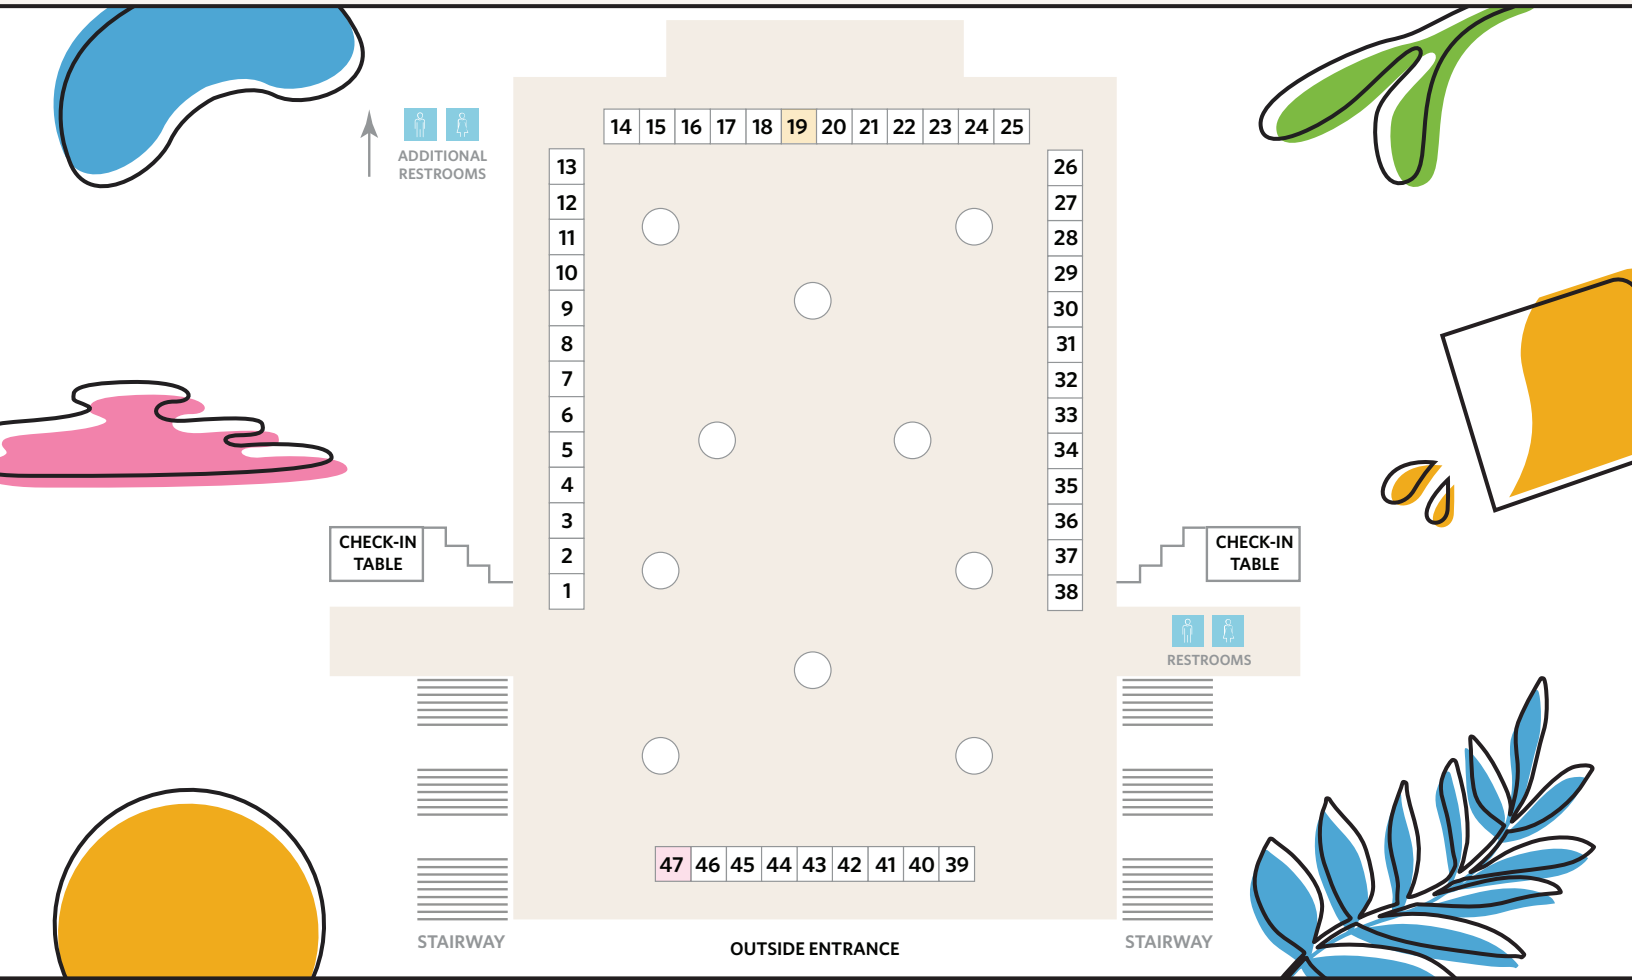 ADDITIONAL
RESTROOMS
14 15 16 17 18 19 20 21 22 23 24 25
13
12
11
10
9
8
7
6
5
4
3
2
1
26
27
28
29
30
31
32
33
34
35
36
37
38
CHECK-IN
TABLE
CHECK-IN
TABLE
RESTROOMS
47 46 45 44 43 42 41 40 39
STAIRWAY
OUTSIDE ENTRANCE
STAIRWAY